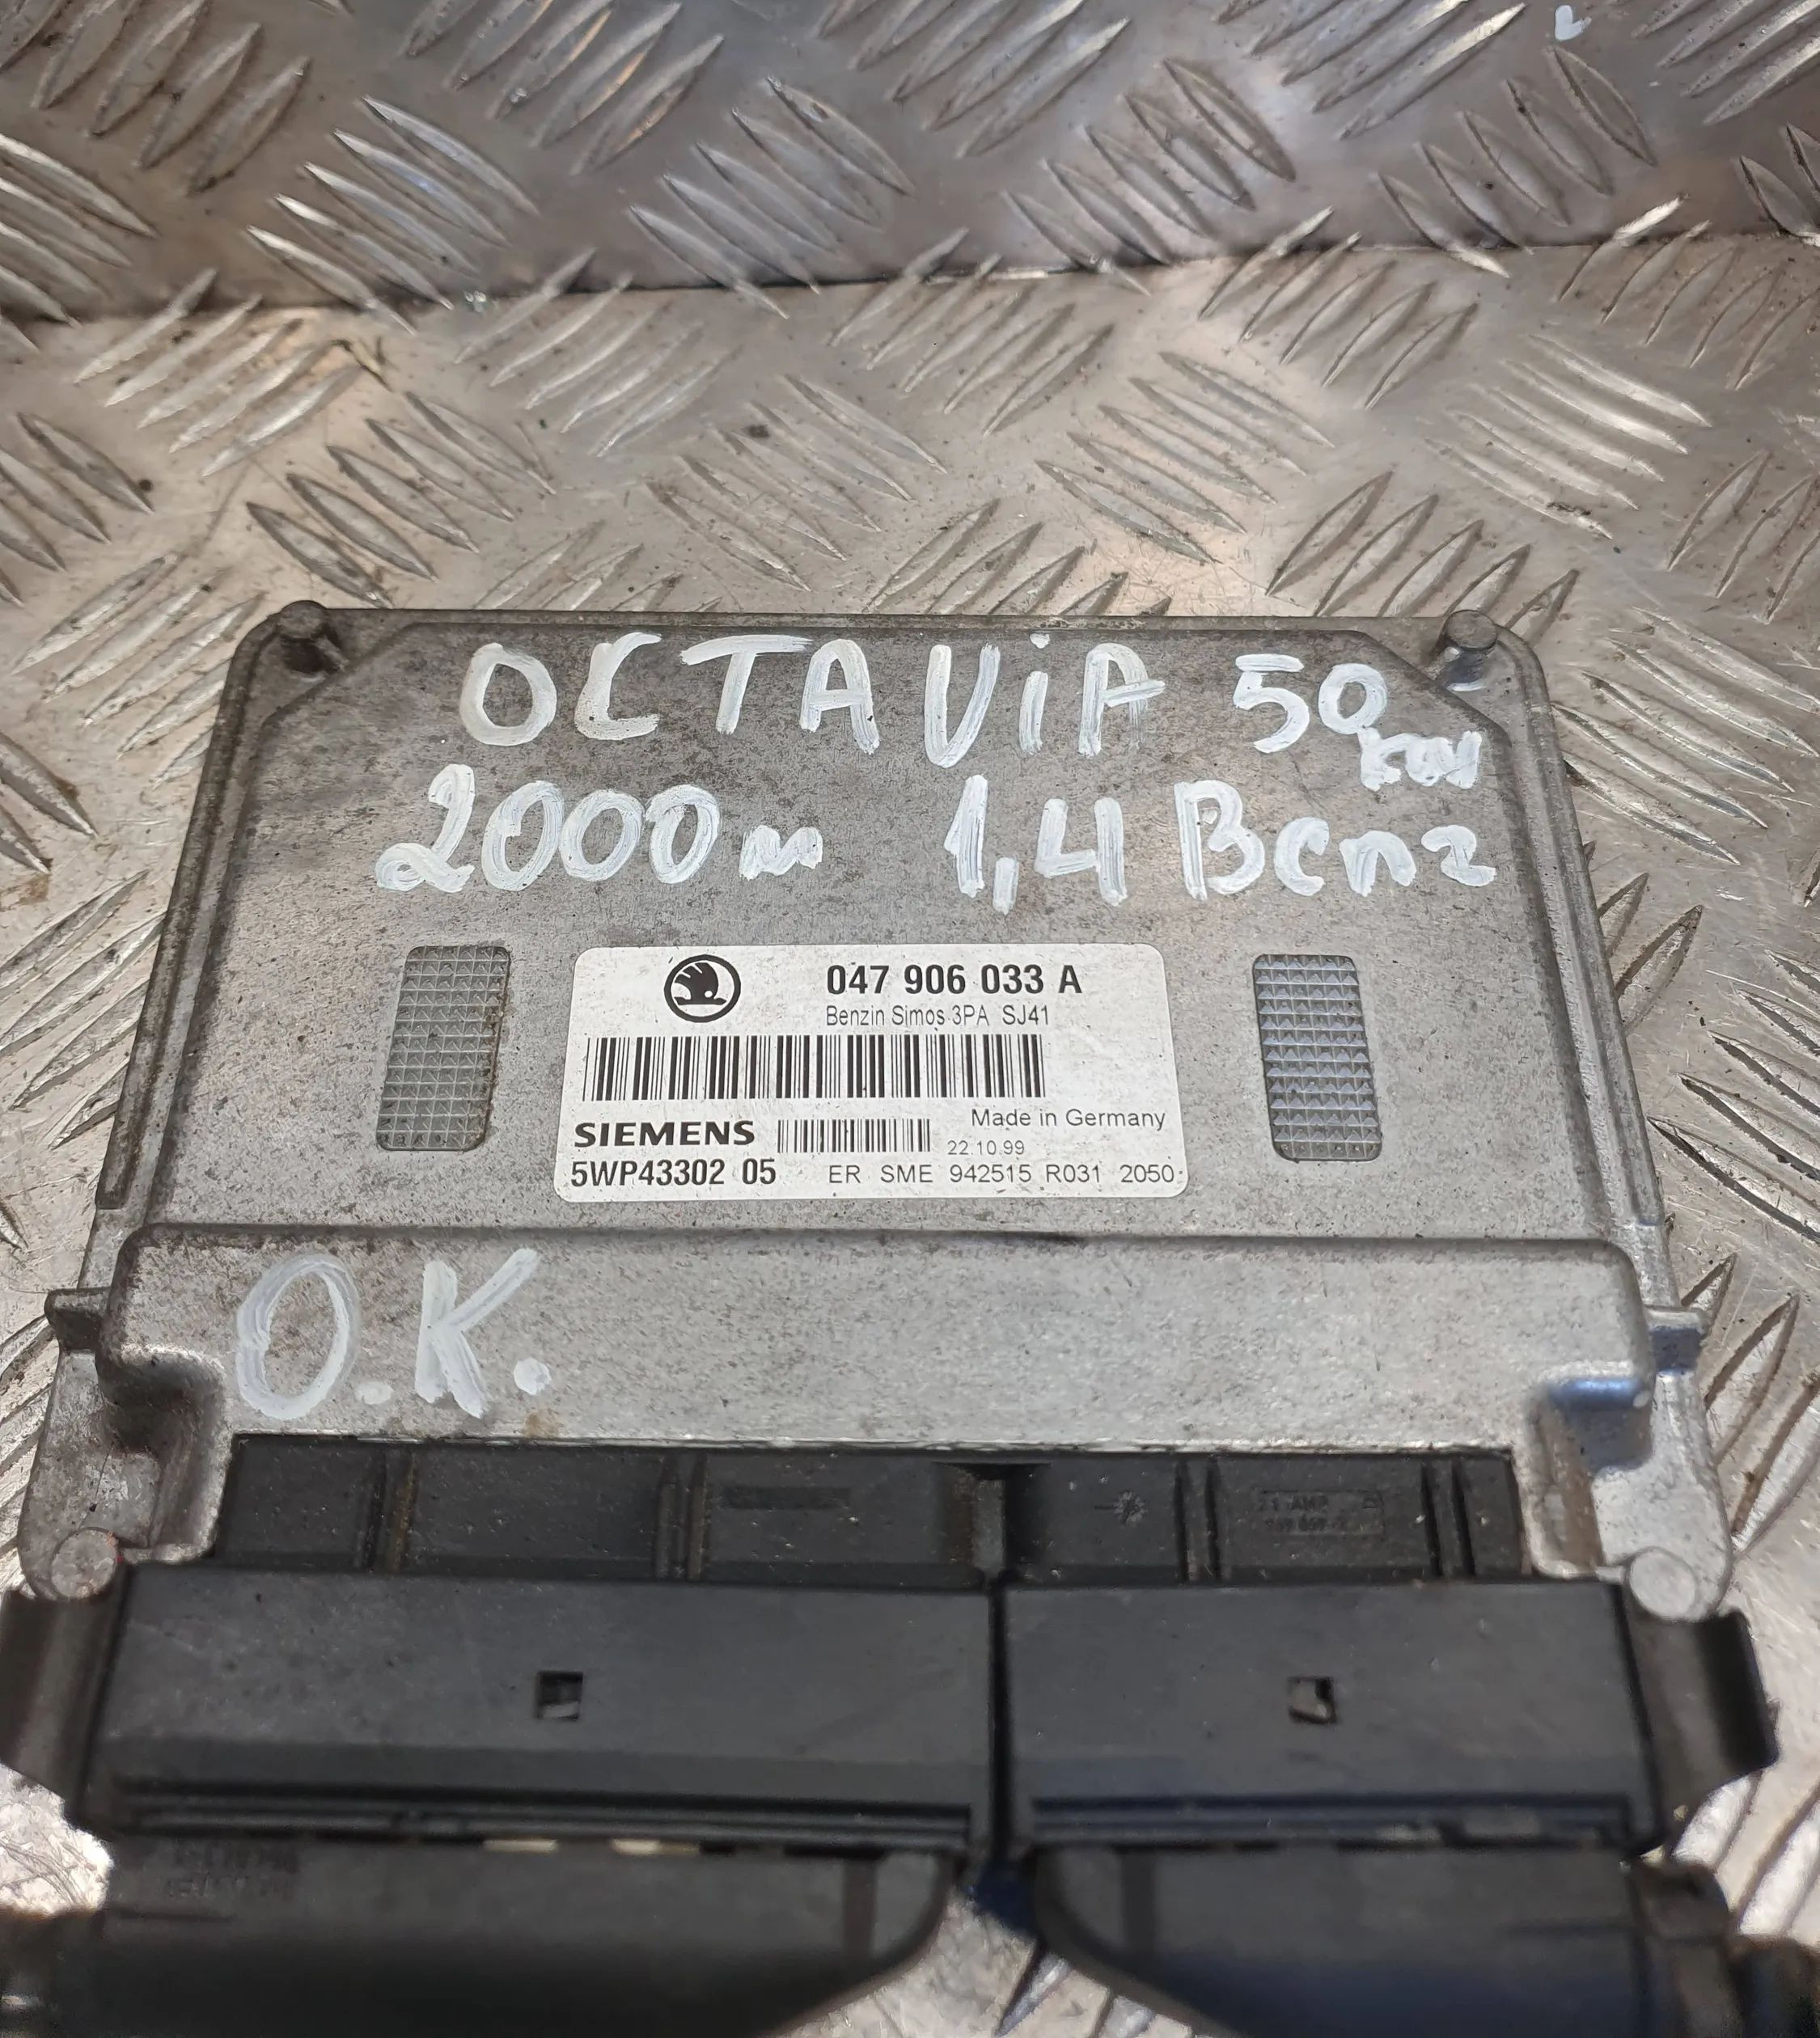 OCTAViA 50 kw
2000m 1,4 Benz
047 906 033 A
Benzin Simos 3PA SJ41
Made in Germany
SIEMENS
22.10.99
5WP43302 05 ER SME 942515 R031 2050
O.K.